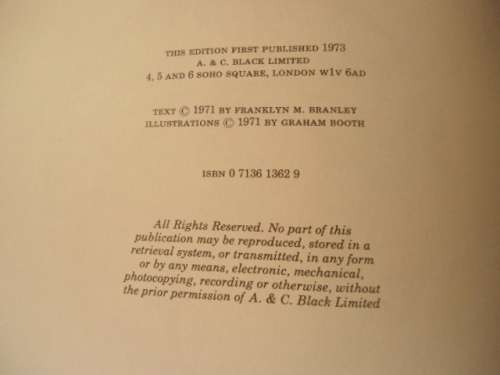 THIS EDITION FIRST PUBLISHED 1973
A. & C. BLACK LIMITED
4, 5 AND 6 SOHO SQUARE, LONDON W1V 6AD
TEXT © 1971 BY FRANKLYN M. BRANLEY
ILLUSTRATIONS © 1971 BY GRAHAM BOOTH
ISBN 0 7136 1362 9
All Rights Reserved. No part of this
publication may be reproduced, stored in a
retrieval system, or transmitted, in any form
or by any means, electronic, mechanical,
photocopying, recording or otherwise, without
the prior permission of A. & C. Black Limited